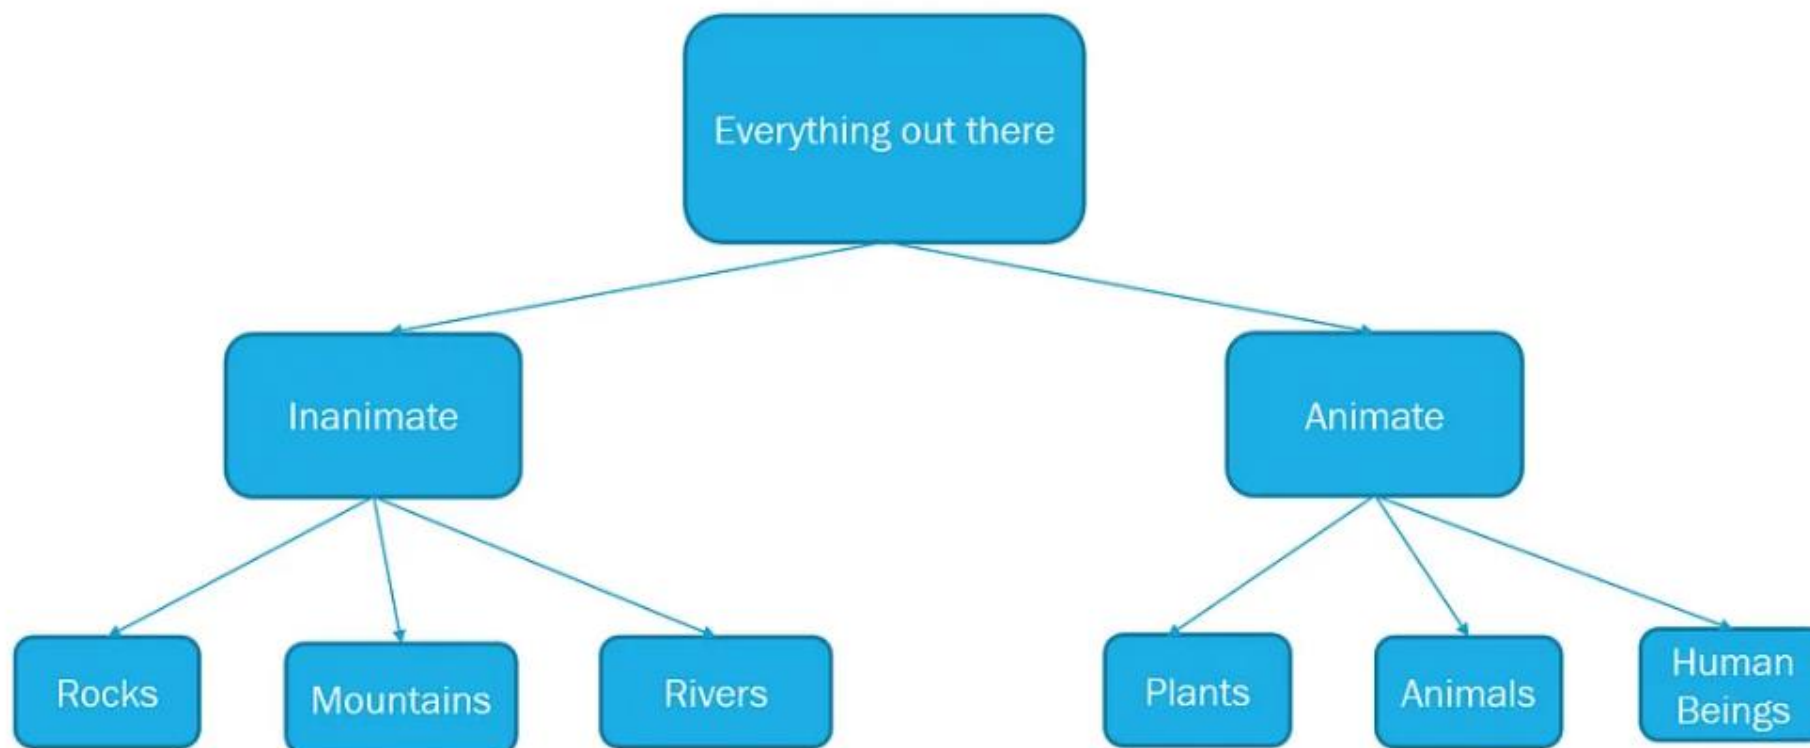 Everything out there
Inanimate
Animate
Rocks
Mountains
Rivers
Plants
Animals
Human
Beings